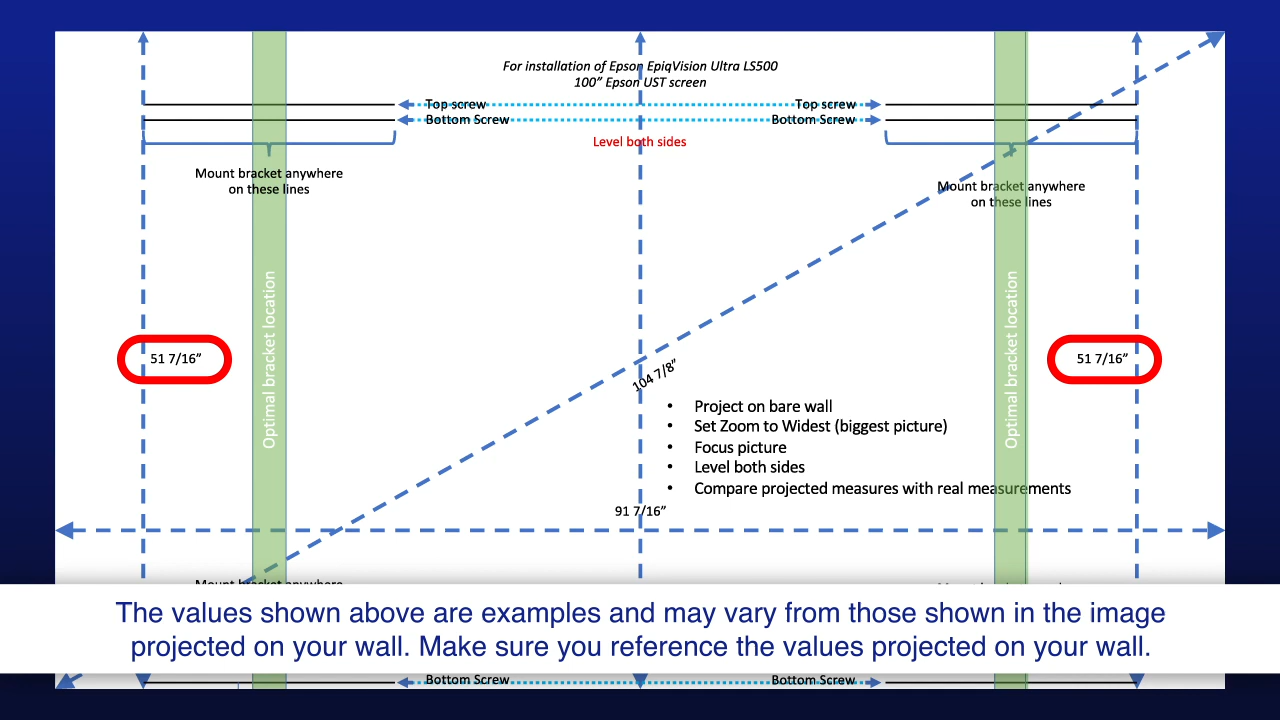 For installation of Epson EpiqVision Ultra LS500
100” Epson UST screen
Top screw
Top screw
Bottom Screw
Bottom Screw
Level both sides
Mount bracket anywhere
on these lines
Mount bracket anywhere
on these lines
Optimal bracket location
Optimal bracket location
51 7/16”
51 7/16”
104 7/8”
• Project on bare wall
• Set Zoom to Widest (biggest picture)
• Focus picture
• Level both sides
• Compare projected measures with real measurements
91 7/16”
Mount bracket anywhere
The values shown above are examples and may vary from those shown in the image
projected on your wall. Make sure you reference the values projected on your wall.
Bottom Screw
Bottom Screw